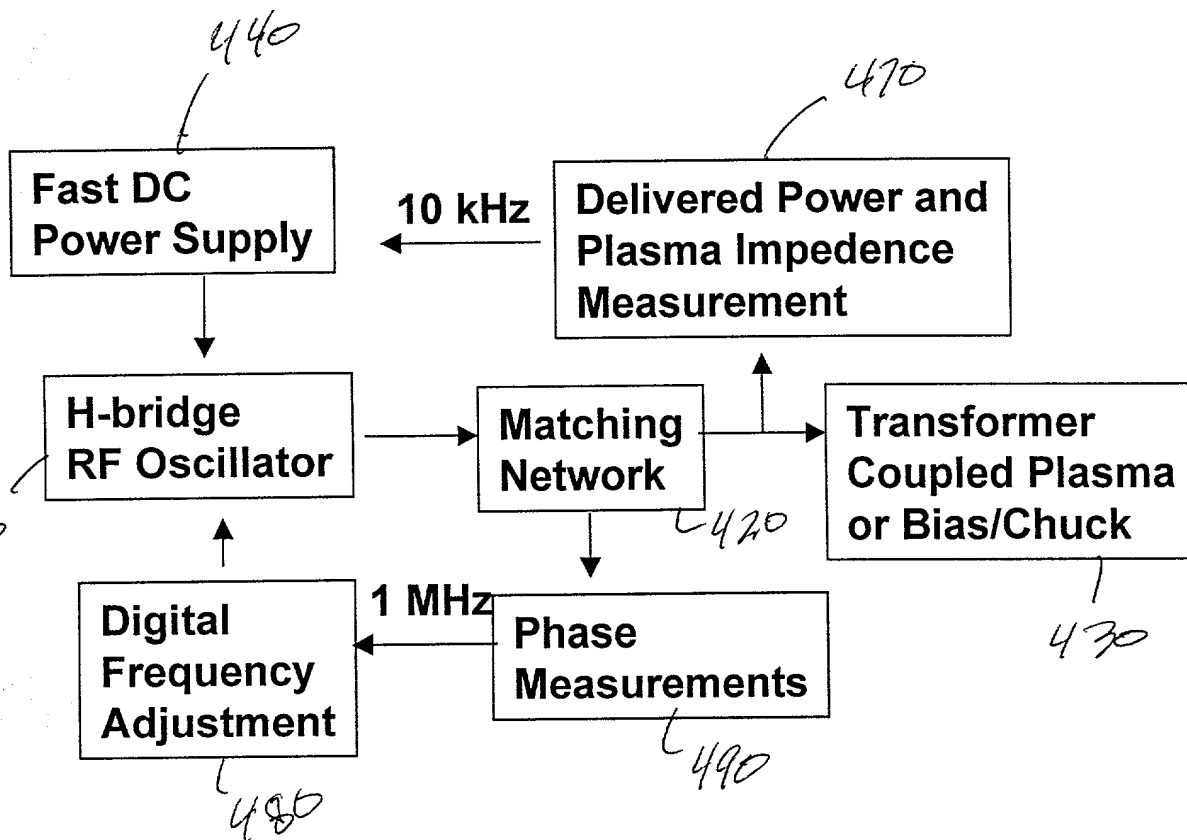 440
470
Fast DC
Power Supply
10 kHz
Delivered Power and
Plasma Impedence
Measurement
H-bridge
RF Oscillator
Matching
Network
420
Transformer
Coupled Plasma
or Bias/Chuck
430
Digital
Frequency
Adjustment
480
1 MHz
Phase
Measurements
490